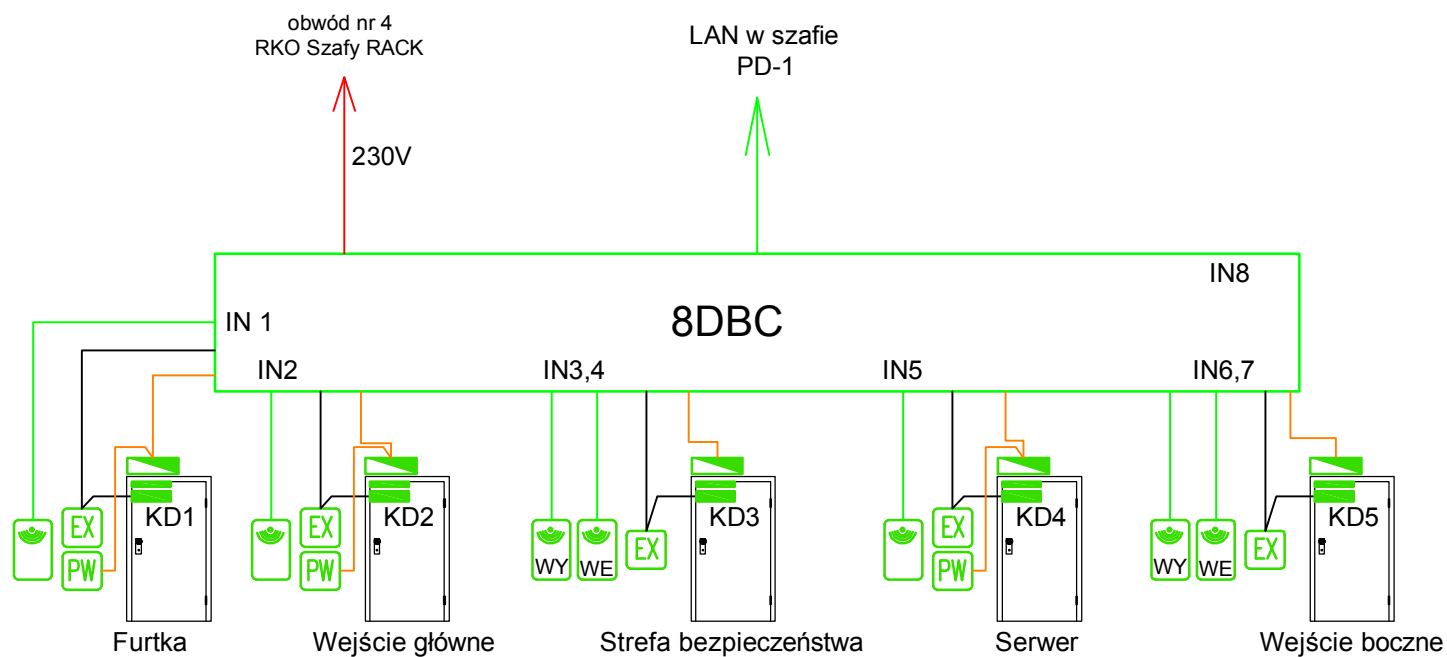 obwód nr 4
RKO Szafy RACK
LAN w szafie
PD-1
230V
IN8
IN 1
8DBC
IN2
IN3,4
IN5
IN6,7
KD1
EX
PW
KD2
EX
PW
KD3
WY
WE
EX
KD4
EX
PW
KD5
WY
WE
EX
Furtka
Wejście główne
Strefa bezpieczeństwa
Serwer
Wejście boczne